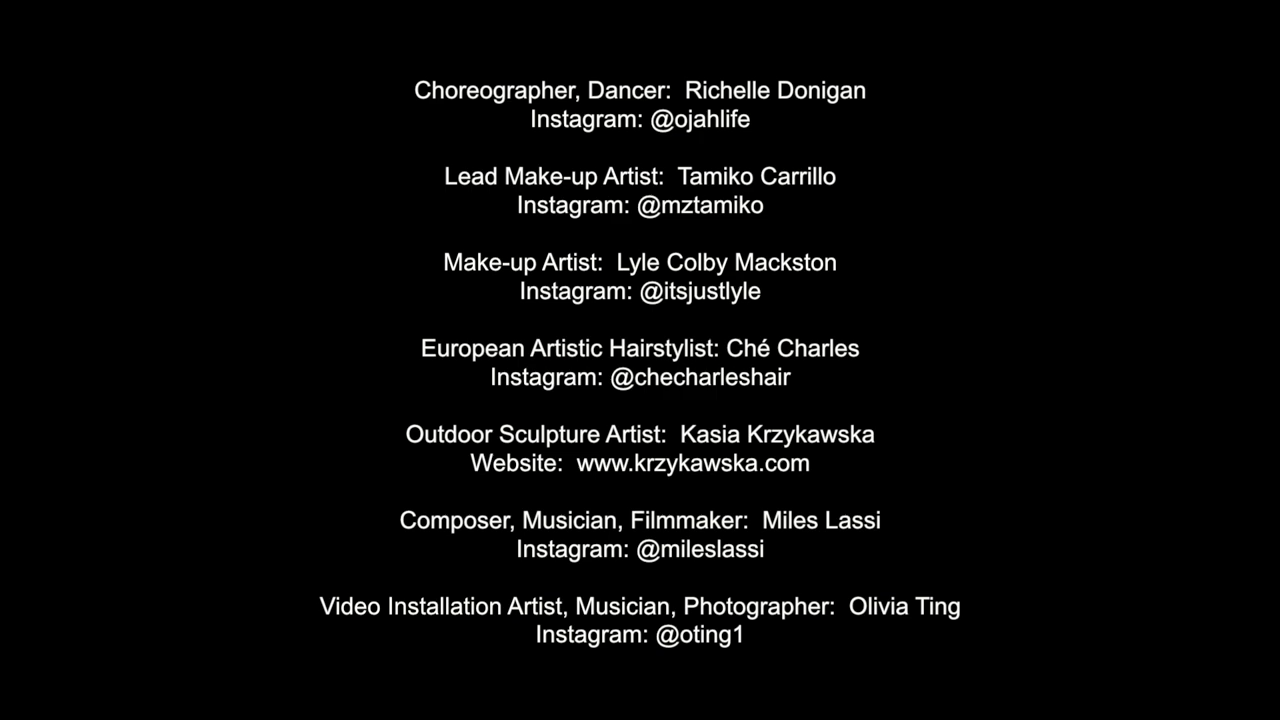 Choreographer, Dancer:  Richelle Donigan
Instagram: @ojahlife
Lead Make-up Artist:  Tamiko Carrillo
Instagram: @mztamiko
Make-up Artist:  Lyle Colby Mackston
Instagram: @itsjustlyle
European Artistic Hairstylist: Ché Charles
Instagram: @checharleshair
Outdoor Sculpture Artist:  Kasia Krzykawska
Website:  www.krzykawska.com
Composer, Musician, Filmmaker:  Miles Lassi
Instagram: @mileslassi
Video Installation Artist, Musician, Photographer:  Olivia Ting
Instagram: @oting1